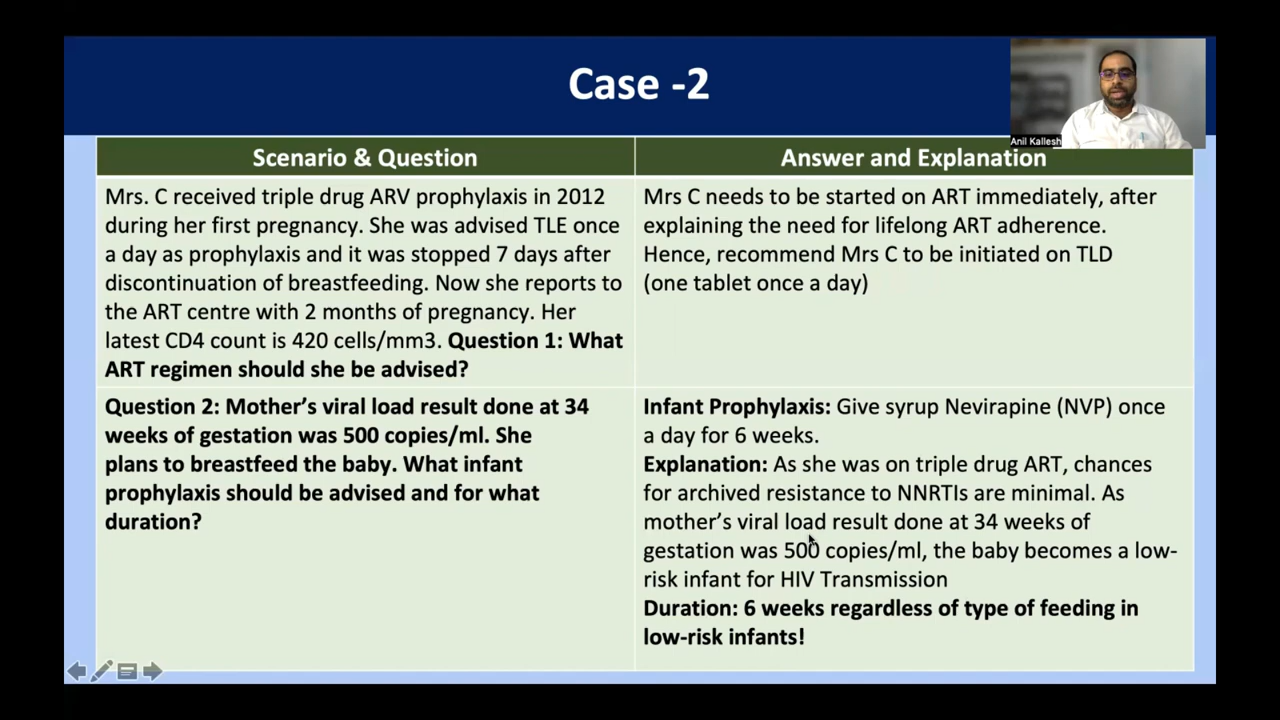 Case -2
Anil Kallesh
Scenario & Question
Answer and Explanation
Mrs. C received triple drug ARV prophylaxis in 2012
during her first pregnancy. She was advised TLE once
a day as prophylaxis and it was stopped 7 days after
discontinuation of breastfeeding. Now she reports to
the ART centre with 2 months of pregnancy. Her
latest CD4 count is 420 cells/mm3. Question 1: What
ART regimen should she be advised?
Mrs C needs to be started on ART immediately, after
explaining the need for lifelong ART adherence.
Hence, recommend Mrs C to be initiated on TLD
(one tablet once a day)
Question 2: Mother’s viral load result done at 34
weeks of gestation was 500 copies/ml. She
plans to breastfeed the baby. What infant
prophylaxis should be advised and for what
duration?
Infant Prophylaxis: Give syrup Nevirapine (NVP) once
a day for 6 weeks.
Explanation: As she was on triple drug ART, chances
for archived resistance to NNRTIs are minimal. As
mother’s viral load result done at 34 weeks of
gestation was 500 copies/ml, the baby becomes a low-
risk infant for HIV Transmission
Duration: 6 weeks regardless of type of feeding in
low-risk infants!